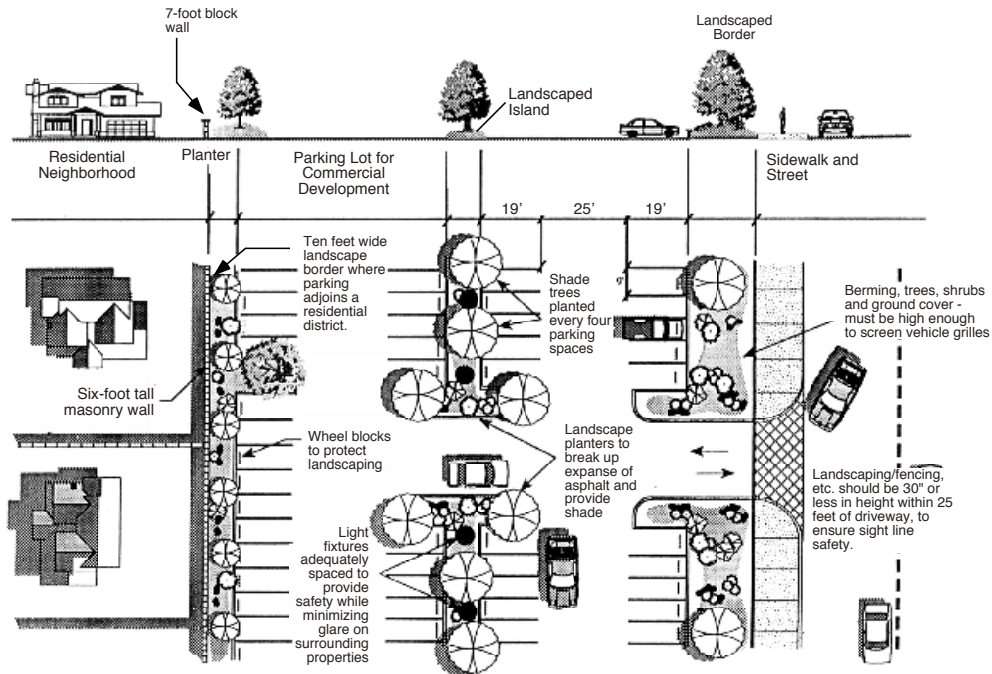 7-foot block
wall
Landscaped
Border
Landscaped
Island
Residential
Neighborhood
Planter
Parking Lot for
Commercial
Development
Sidewalk and
Street
19'
25'
19'
9'
Ten feet wide
landscape
border where
parking
adjoins a
residential
district.
Shade
trees
planted
every four
parking
spaces
Berming, trees, shrubs
and ground cover -
must be high enough
to screen vehicle grilles
Six-foot tall
masonry wall
Wheel blocks
to protect
landscaping
Landscape
planters to
break up
expanse of
asphalt and
provide
shade
Landscaping/fencing,
etc. should be 30" or
less in height within 25
feet of driveway, to
ensure sight line
safety.
Light
fixtures
adequately
spaced to
provide
safety while
minimizing
glare on
surrounding
properties